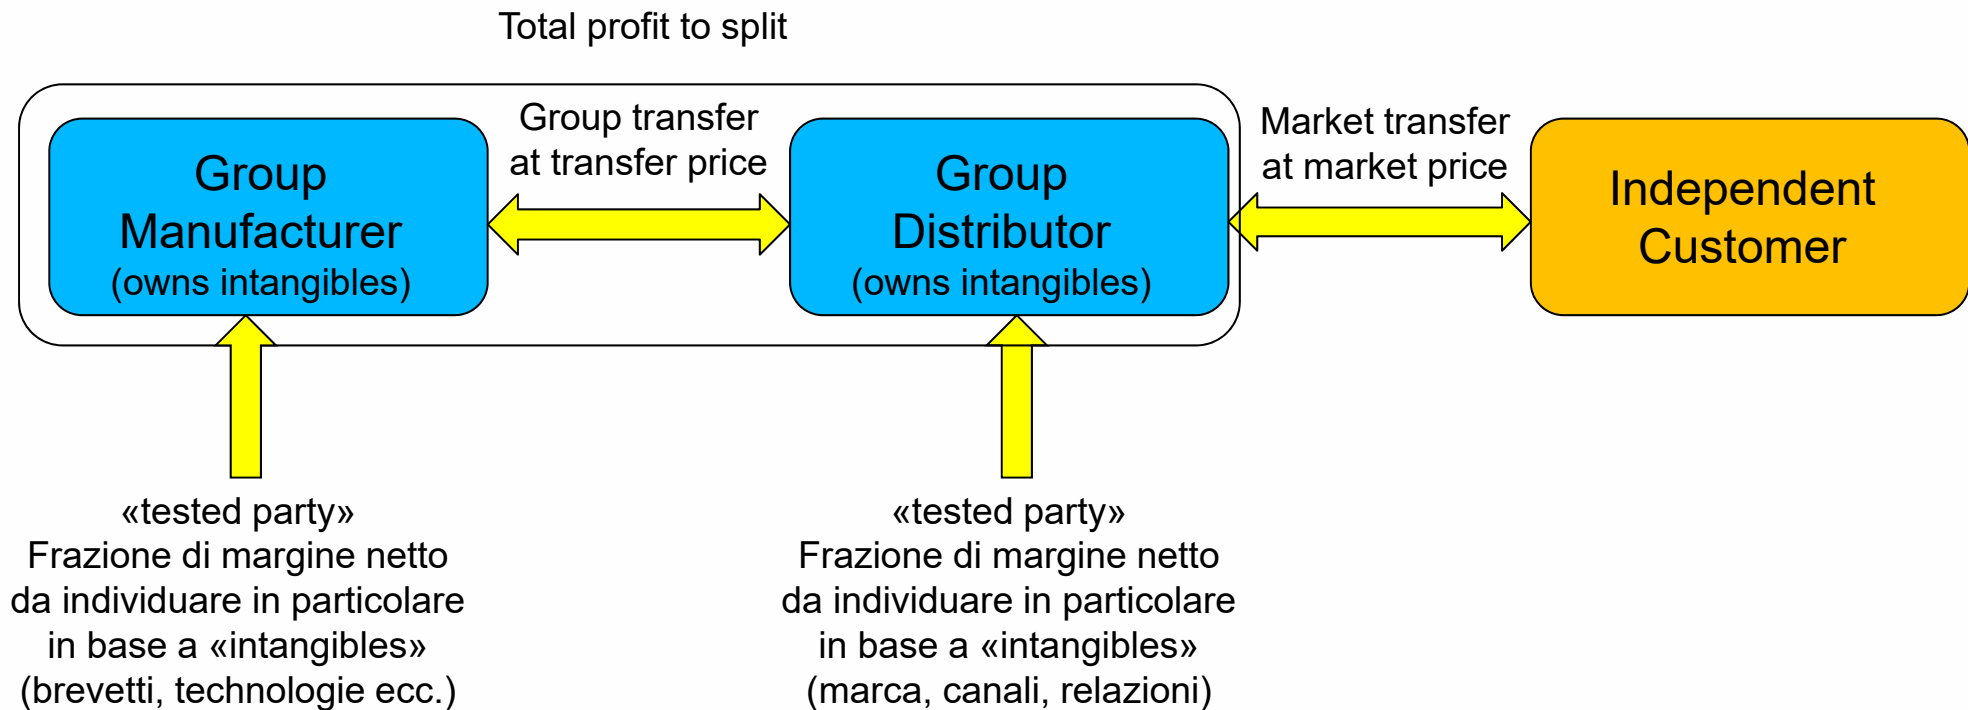 Total profit to split
Group
Manufacturer
(owns intangibles)
Group transfer
at transfer price
Group
Distributor
(owns intangibles)
Market transfer
at market price
Independent
Customer
«tested party»
Frazione di margine netto
da individuare in particolare
in base a «intangibles»
(brevetti, technologie ecc.)
«tested party»
Frazione di margine netto
da individuare in particolare
in base a «intangibles»
(marca, canali, relazioni)